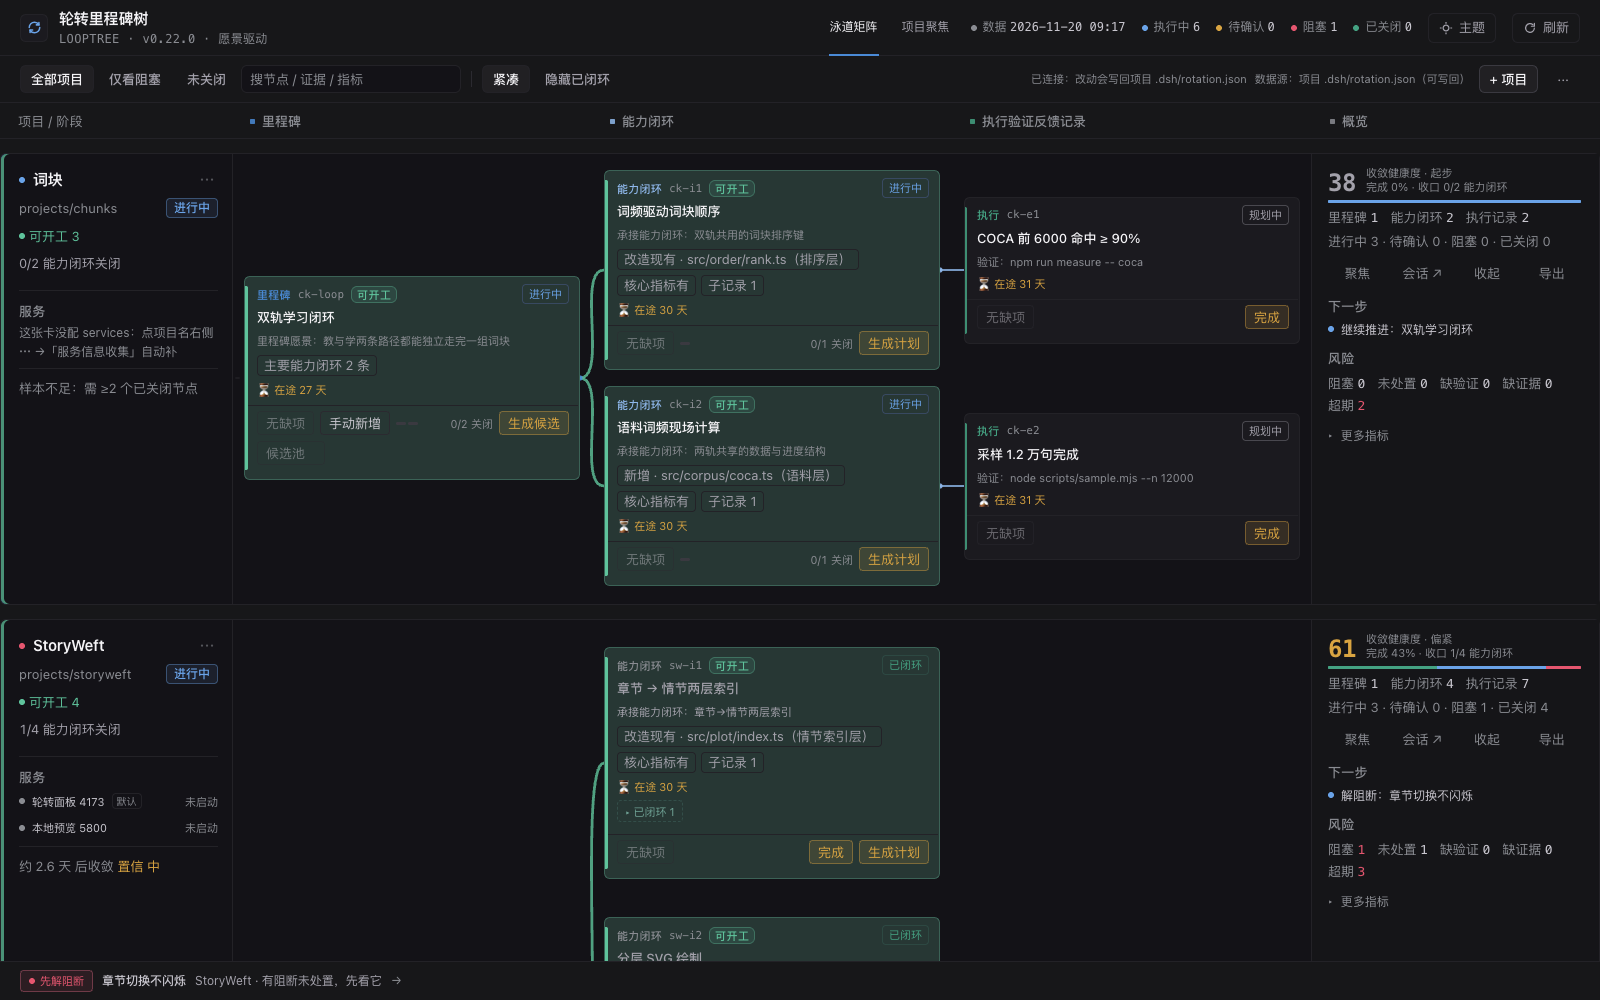 轮转里程碑树
LOOPTREE · v0.22.0 · 愿景驱动
泳道矩阵
项目聚焦
数据 2026-11-20 09:17
执行中 6
待确认 0
阻塞 1
已关闭 0
主题
刷新
全部项目
仅看阻塞
未关闭
搜节点 / 证据 / 指标
紧凑
隐藏已闭环
已连接：改动会写回项目 .dsh/rotation.json 数据源：项目 .dsh/rotation.json（可写回）
+ 项目
···
项目 / 阶段
里程碑
能力闭环
执行验证反馈记录
概览
词块
···
projects/chunks
进行中
可开工 3
0/2 能力闭环关闭
服务
这张卡没配 services：点项目名右侧
··· →「服务信息收集」自动补
样本不足：需 ≥2 个已关闭节点
里程碑 ck-loop 可开工
进行中
双轨学习闭环
里程碑愿景：教与学两条路径都能独立走完一组词块
主要能力闭环 2 条
⏳ 在途 27 天
无缺项
手动新增
0/2 关闭
生成候选
候选池
能力闭环 ck-i1 可开工
进行中
词频驱动词块顺序
承接能力闭环：双轨共用的词块排序键
改造现有 · src/order/rank.ts（排序层）
核心指标有
子记录 1
⏳ 在途 30 天
无缺项
0/1 关闭
生成计划
能力闭环 ck-i2 可开工
进行中
语料词频现场计算
承接能力闭环：两轨共享的数据与进度结构
新增 · src/corpus/coca.ts（语料层）
核心指标有
子记录 1
⏳ 在途 30 天
无缺项
0/1 关闭
生成计划
执行 ck-e1
规划中
COCA 前 6000 命中 ≥ 90%
验证：npm run measure -- coca
⏳ 在途 31 天
无缺项
完成
执行 ck-e2
规划中
采样 1.2 万句完成
验证：node scripts/sample.mjs --n 12000
⏳ 在途 31 天
无缺项
完成
38
收敛健康度 · 起步
完成 0% · 收口 0/2 能力闭环
里程碑 1 能力闭环 2 执行记录 2
进行中 3 · 待确认 0 · 阻塞 0 · 已关闭 0
聚焦
会话 ↗
收起
导出
下一步
继续推进：双轨学习闭环
风险
阻塞 0 未处置 0 缺验证 0 缺证据 0
超期 2
▸ 更多指标
StoryWeft
···
projects/storyweft
进行中
可开工 4
1/4 能力闭环关闭
服务
轮转面板 4173 默认
未启动
本地预览 5800
未启动
约 2.6 天 后收敛 置信 中
能力闭环 sw-i1 可开工
已闭环
章节 → 情节两层索引
承接能力闭环：章节→情节两层索引
改造现有 · src/plot/index.ts（情节索引层）
核心指标有
子记录 1
⏳ 在途 30 天
▸ 已闭环 1
无缺项
完成
生成计划
能力闭环 sw-i2 可开工
已闭环
分层 SVG 绘制
61
收敛健康度 · 偏紧
完成 43% · 收口 1/4 能力闭环
里程碑 1 能力闭环 4 执行记录 7
进行中 3 · 待确认 0 · 阻塞 1 · 已关闭 4
聚焦
会话 ↗
收起
导出
下一步
解阻断：章节切换不闪烁
风险
阻塞 1 未处置 1 缺验证 0 缺证据 0
超期 3
▸ 更多指标
先解阻断
章节切换不闪烁
StoryWeft · 有阻断未处置，先看它 →